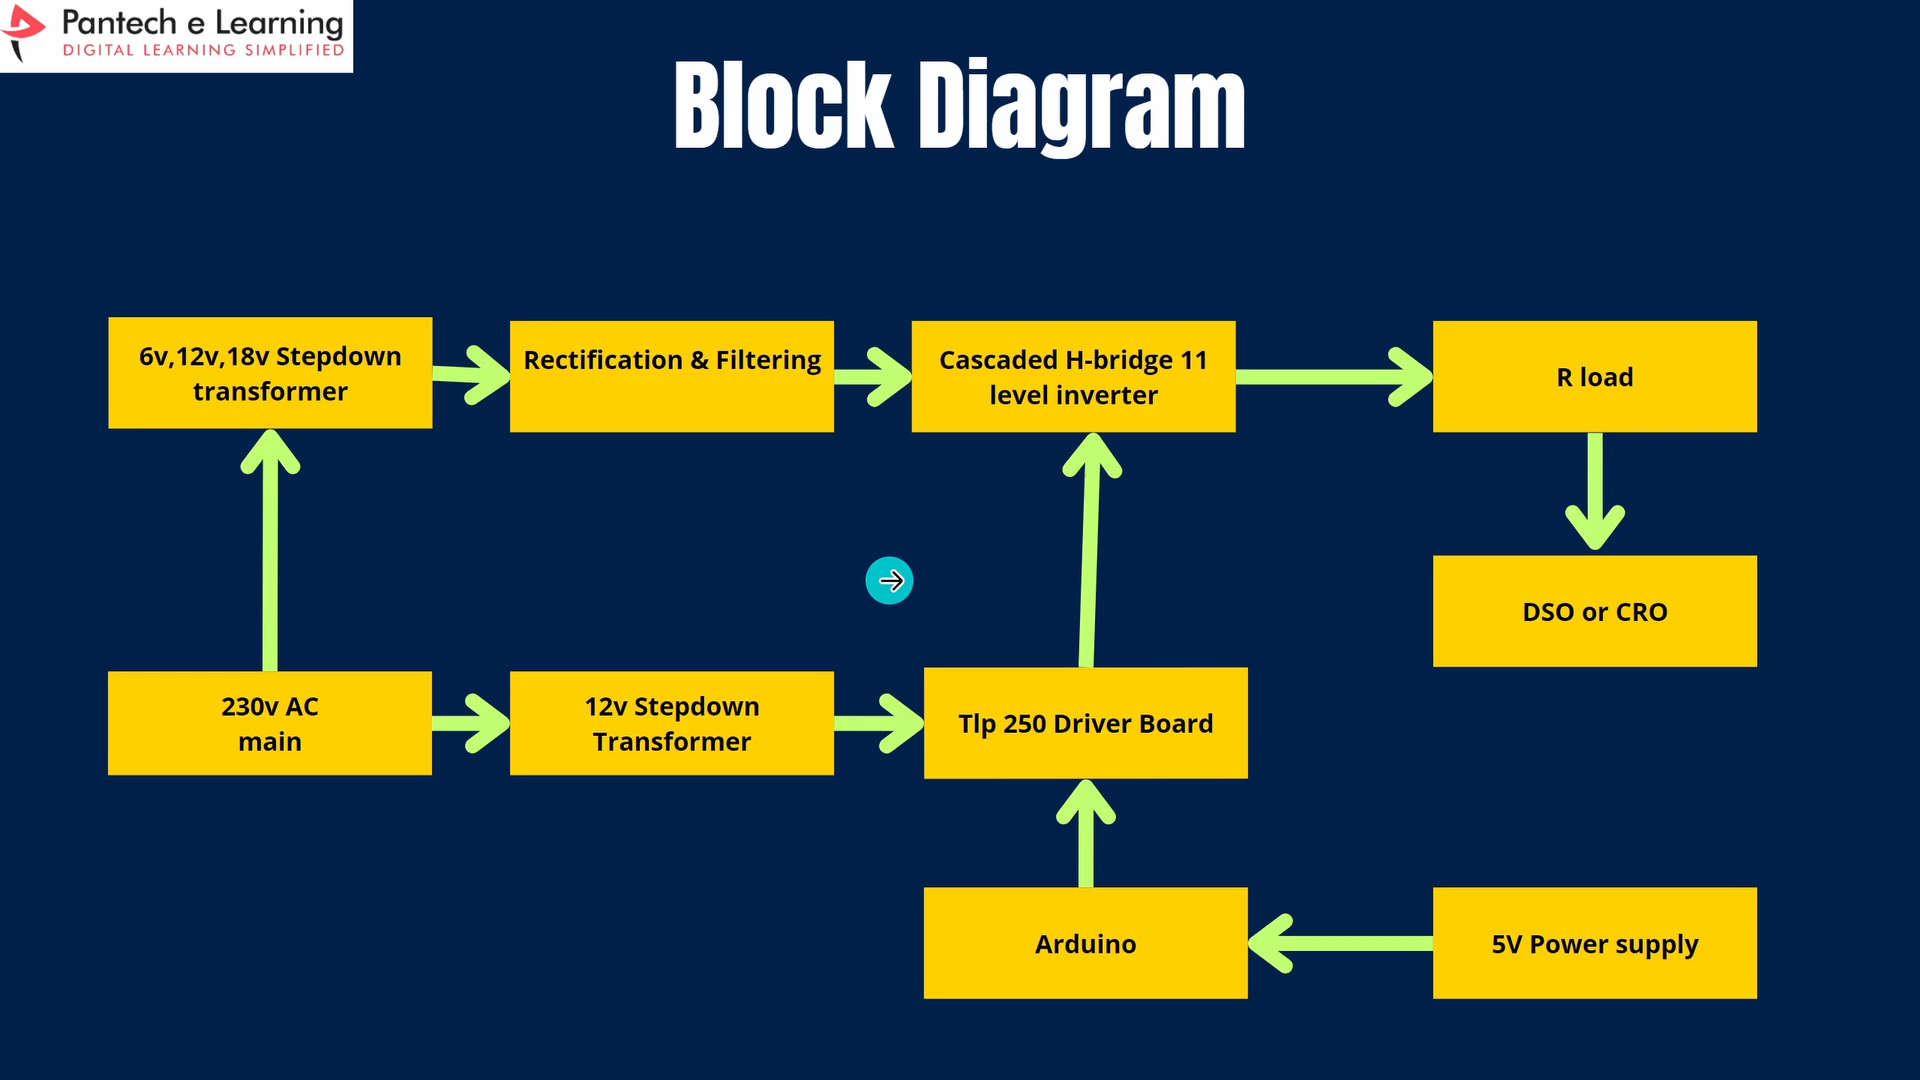 Pantech e Learning
DIGITAL LEARNING SIMPLIFIED
Block Diagram
6v,12v,18v Stepdown
transformer
Rectification & Filtering
Cascaded H-bridge 11
level inverter
R load
DSO or CRO
230v AC
main
12v Stepdown
Transformer
Tlp 250 Driver Board
Arduino
5V Power supply